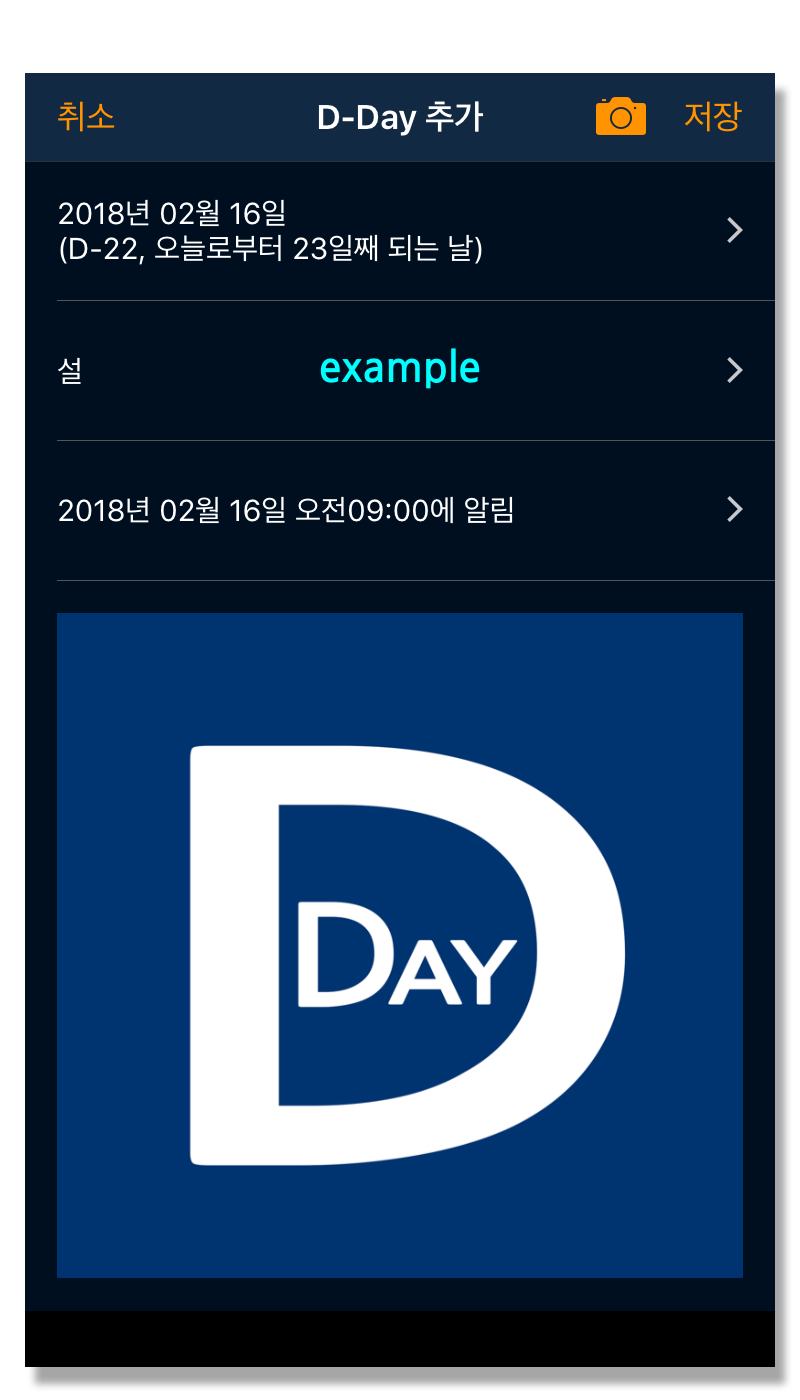 취소 D-Day 추가 저장
2018년 02월 16일
(D-22, 오늘로부터 23일째 되는 날)
설 example
2018년 02월 16일 오전09:00에 알림
D
DAY